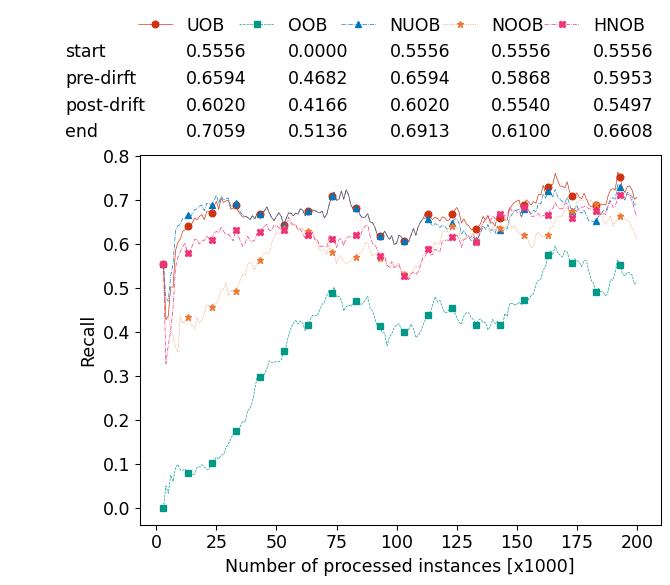 UOB OOB NUOB NOOB HNOB
start 0.5556 0.0000 0.5556 0.5556 0.5556
pre-dirft 0.6594 0.4682 0.6594 0.5868 0.5953
post-drift 0.6020 0.4166 0.6020 0.5540 0.5497
end 0.7059 0.5136 0.6913 0.6100 0.6608
0.8
0.7
0.6
0.5
0.4
0.3
0.2
0.1
0.0
Recall
0 25 50 75 100 125 150 175 200
Number of processed instances [x1000]